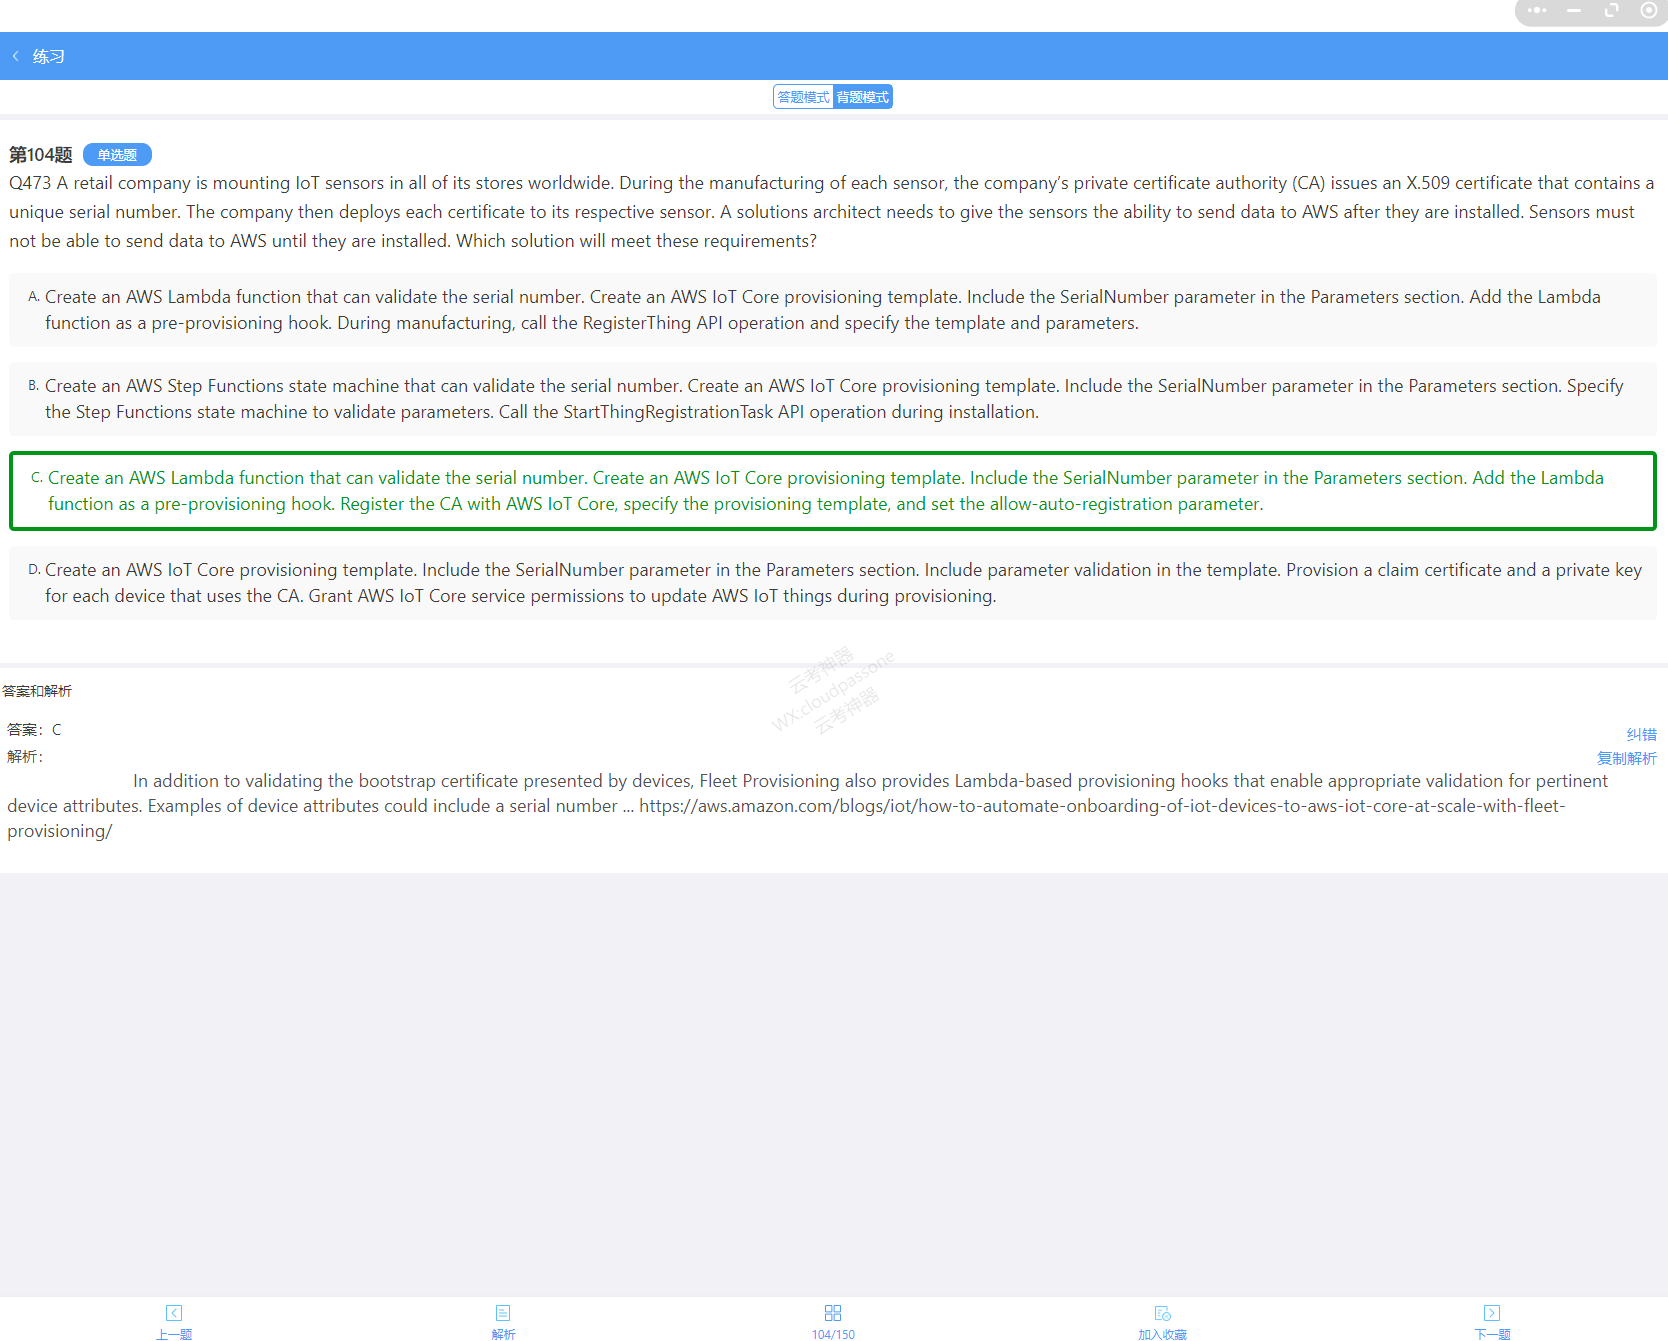 练习
答题模式 背题模式
第104题 单选题
Q473 A retail company is mounting IoT sensors in all of its stores worldwide. During the manufacturing of each sensor, the company’s private certificate authority (CA) issues an X.509 certificate that contains a
unique serial number. The company then deploys each certificate to its respective sensor. A solutions architect needs to give the sensors the ability to send data to AWS after they are installed. Sensors must
not be able to send data to AWS until they are installed. Which solution will meet these requirements?
A. Create an AWS Lambda function that can validate the serial number. Create an AWS IoT Core provisioning template. Include the SerialNumber parameter in the Parameters section. Add the Lambda
function as a pre-provisioning hook. During manufacturing, call the RegisterThing API operation and specify the template and parameters.
B. Create an AWS Step Functions state machine that can validate the serial number. Create an AWS IoT Core provisioning template. Include the SerialNumber parameter in the Parameters section. Specify
the Step Functions state machine to validate parameters. Call the StartThingRegistrationTask API operation during installation.
C. Create an AWS Lambda function that can validate the serial number. Create an AWS IoT Core provisioning template. Include the SerialNumber parameter in the Parameters section. Add the Lambda
function as a pre-provisioning hook. Register the CA with AWS IoT Core, specify the provisioning template, and set the allow-auto-registration parameter.
D. Create an AWS IoT Core provisioning template. Include the SerialNumber parameter in the Parameters section. Include parameter validation in the template. Provision a claim certificate and a private key
for each device that uses the CA. Grant AWS IoT Core service permissions to update AWS IoT things during provisioning.
云考神器
WX:cloudpassone
云考神器
答案和解析
答案：C
纠错
解析：
复制解析
In addition to validating the bootstrap certificate presented by devices, Fleet Provisioning also provides Lambda-based provisioning hooks that enable appropriate validation for pertinent
device attributes. Examples of device attributes could include a serial number ... https://aws.amazon.com/blogs/iot/how-to-automate-onboarding-of-iot-devices-to-aws-iot-core-at-scale-with-fleet-
provisioning/
上一题 解析 104/150 加入收藏 下一题